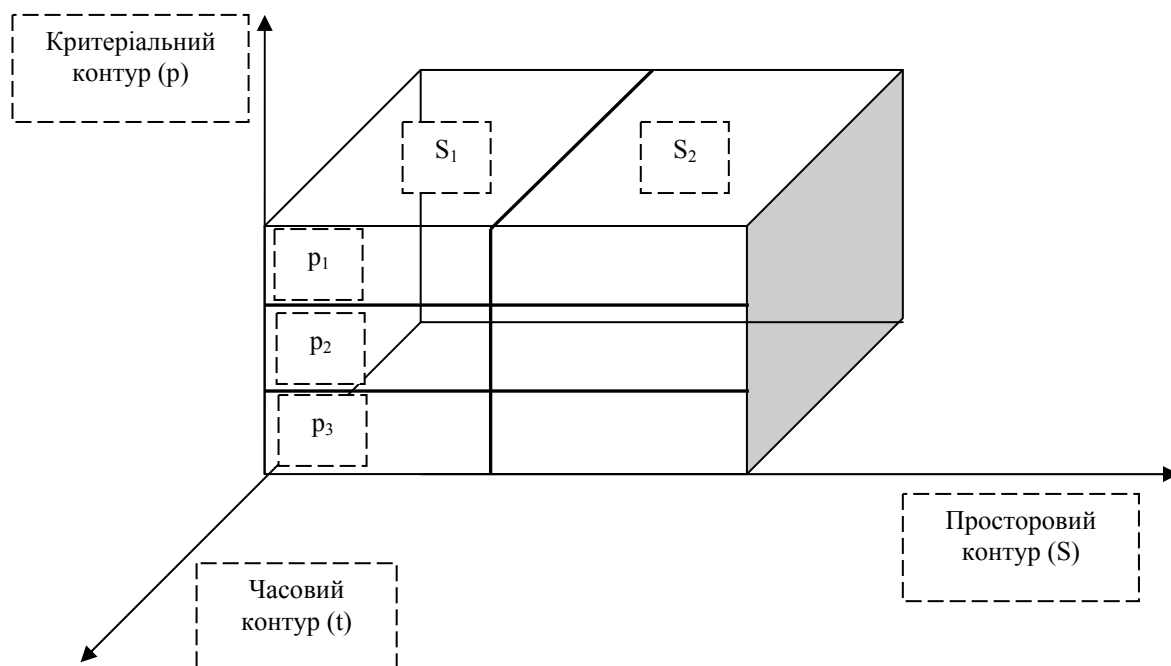 Критеріальний
контур (p)
S₁
S₂
p₁
p₂
p₃
Просторовий
контур (S)
Часовий
контур (t)